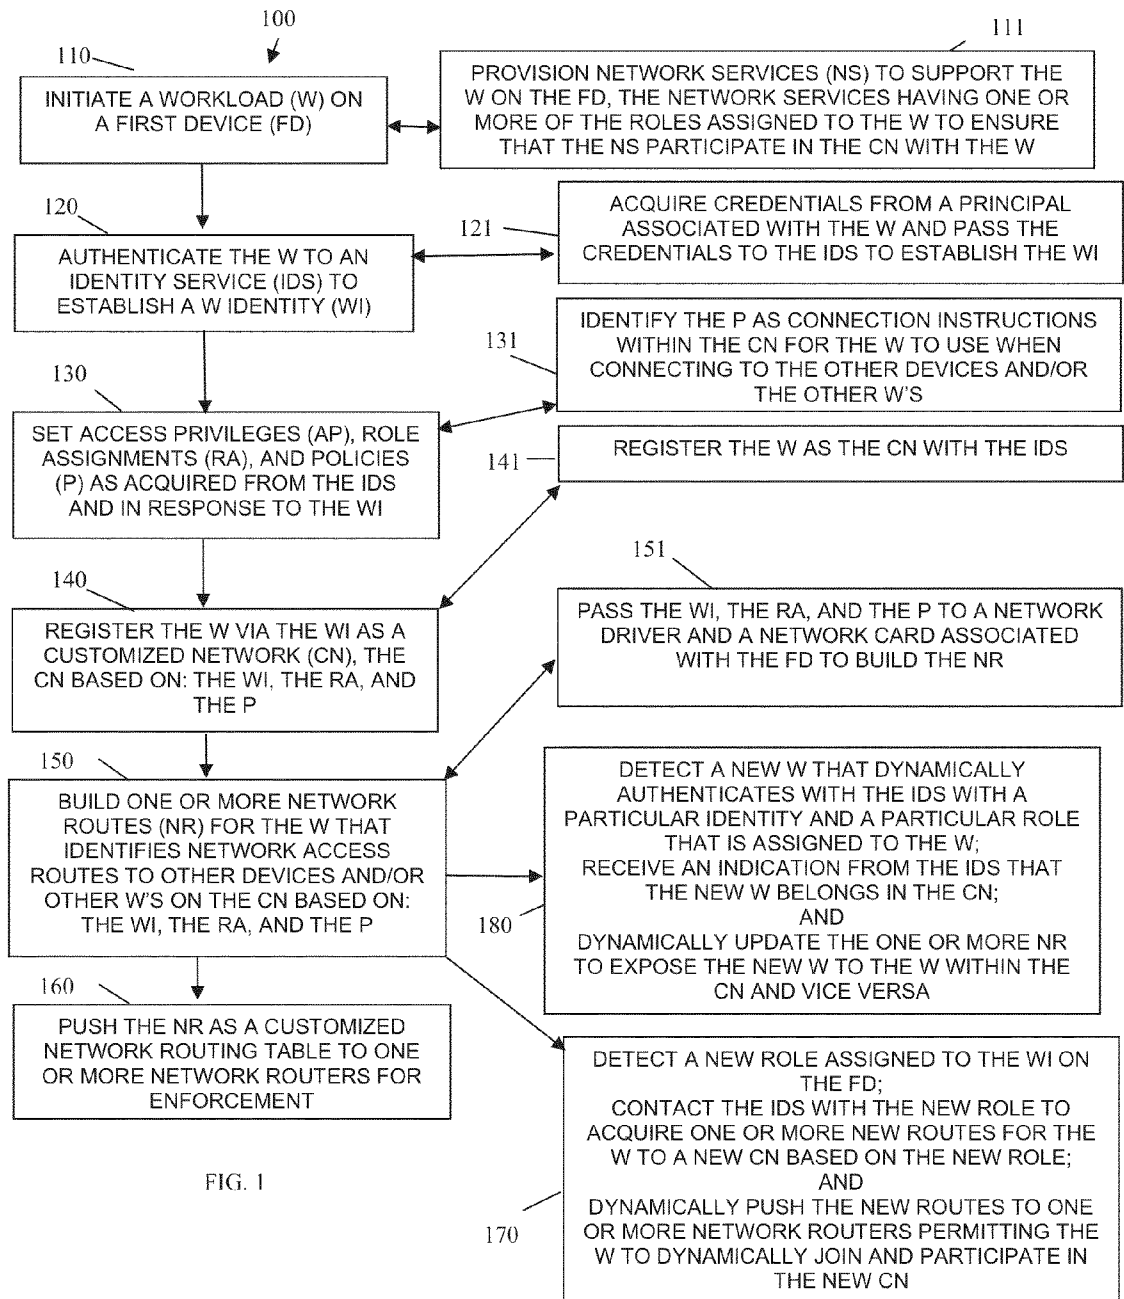 100
110
INITIATE A WORKLOAD (W) ON
A FIRST DEVICE (FD)
111
PROVISION NETWORK SERVICES (NS) TO SUPPORT THE
W ON THE FD, THE NETWORK SERVICES HAVING ONE OR
MORE OF THE ROLES ASSIGNED TO THE W TO ENSURE
THAT THE NS PARTICIPATE IN THE CN WITH THE W
120
AUTHENTICATE THE W TO AN
IDENTITY SERVICE (IDS) TO
ESTABLISH A W IDENTITY (WI)
121
ACQUIRE CREDENTIALS FROM A PRINCIPAL
ASSOCIATED WITH THE W AND PASS THE
CREDENTIALS TO THE IDS TO ESTABLISH THE WI
130
SET ACCESS PRIVILEGES (AP), ROLE
ASSIGNMENTS (RA), AND POLICIES
(P) AS ACQUIRED FROM THE IDS
AND IN RESPONSE TO THE WI
131
IDENTIFY THE P AS CONNECTION INSTRUCTIONS
WITHIN THE CN FOR THE W TO USE WHEN
CONNECTING TO THE OTHER DEVICES AND/OR
THE OTHER W'S
141
REGISTER THE W AS THE CN WITH THE IDS
140
REGISTER THE W VIA THE WI AS A
CUSTOMIZED NETWORK (CN), THE
CN BASED ON: THE WI, THE RA, AND
THE P
151
PASS THE WI, THE RA, AND THE P TO A NETWORK
DRIVER AND A NETWORK CARD ASSOCIATED
WITH THE FD TO BUILD THE NR
150
BUILD ONE OR MORE NETWORK
ROUTES (NR) FOR THE W THAT
IDENTIFIES NETWORK ACCESS
ROUTES TO OTHER DEVICES AND/OR
OTHER W'S ON THE CN BASED ON:
THE WI, THE RA, AND THE P
180
DETECT A NEW W THAT DYNAMICALLY
AUTHENTICATES WITH THE IDS WITH A
PARTICULAR IDENTITY AND A PARTICULAR ROLE
THAT IS ASSIGNED TO THE W;
RECEIVE AN INDICATION FROM THE IDS THAT
THE NEW W BELONGS IN THE CN;
AND
DYNAMICALLY UPDATE THE ONE OR MORE NR
TO EXPOSE THE NEW W TO THE W WITHIN THE
CN AND VICE VERSA
160
PUSH THE NR AS A CUSTOMIZED
NETWORK ROUTING TABLE TO ONE
OR MORE NETWORK ROUTERS FOR
ENFORCEMENT
170
DETECT A NEW ROLE ASSIGNED TO THE WI ON
THE FD;
CONTACT THE IDS WITH THE NEW ROLE TO
ACQUIRE ONE OR MORE NEW ROUTES FOR THE
W TO A NEW CN BASED ON THE NEW ROLE;
AND
DYNAMICALLY PUSH THE NEW ROUTES TO ONE
OR MORE NETWORK ROUTERS PERMITTING THE
W TO DYNAMICALLY JOIN AND PARTICIPATE IN
THE NEW CN
FIG. 1